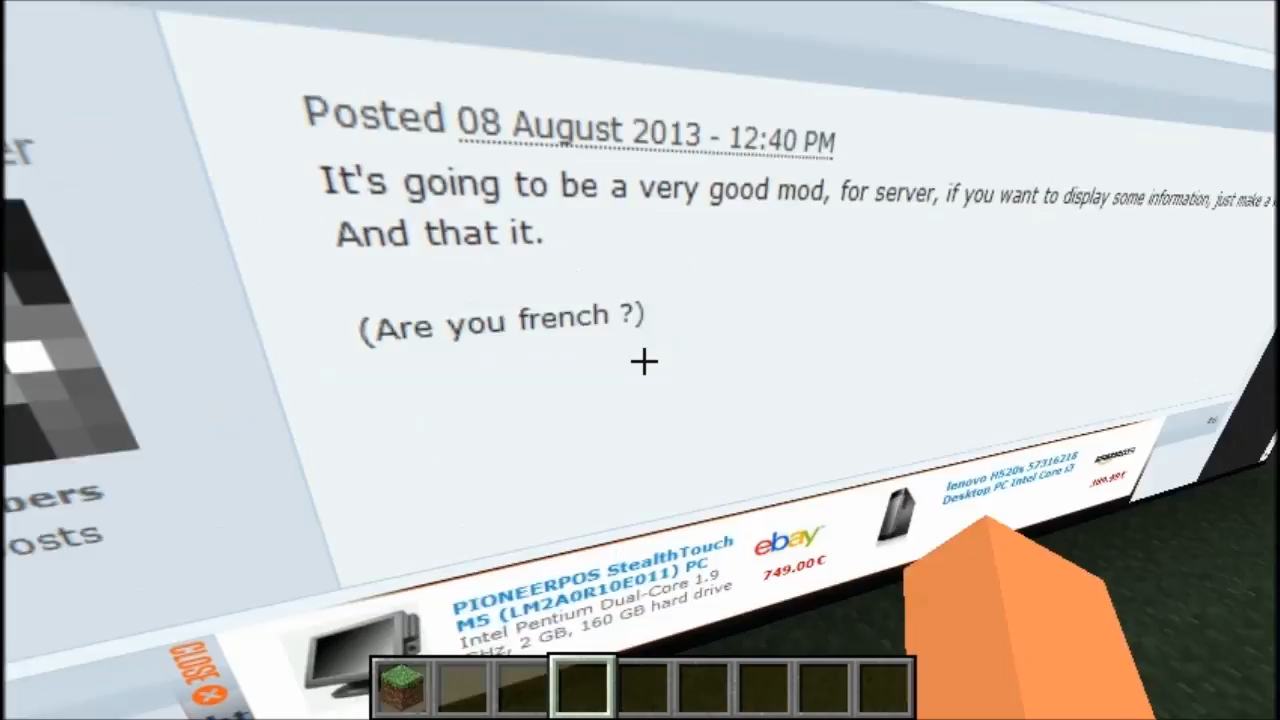 Posted 08 August 2013 - 12:40 PM
It's going to be a very good mod, for server, if you want to display some information, just make a
And that it.
(Are you french ?)
bers
osts
PIONEERPOS StealthTouch
M5 (LM2A0R10E011) PC
Intel Pentium Dual-Core 1.9
GHz, 2 GB, 160 GB hard drive
ebay
749.00€
lenovo H520s 57316218
Desktop PC Intel Core i3
CLOSE